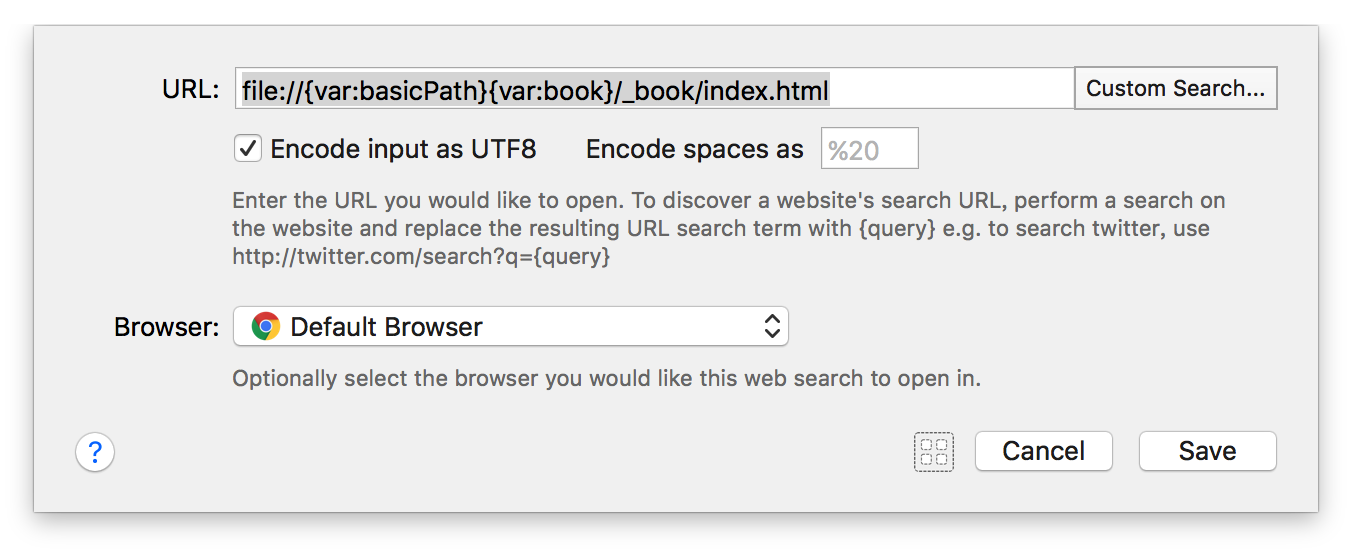 URL: file://{var:basicPath}{var:book}/_book/index.html Custom Search...
Encode input as UTF8 Encode spaces as %20
Enter the URL you would like to open. To discover a website's search URL, perform a search on
the website and replace the resulting URL search term with {query} e.g. to search twitter, use
http://twitter.com/search?q={query}
Browser: Default Browser
Optionally select the browser you would like this web search to open in.
? Cancel Save